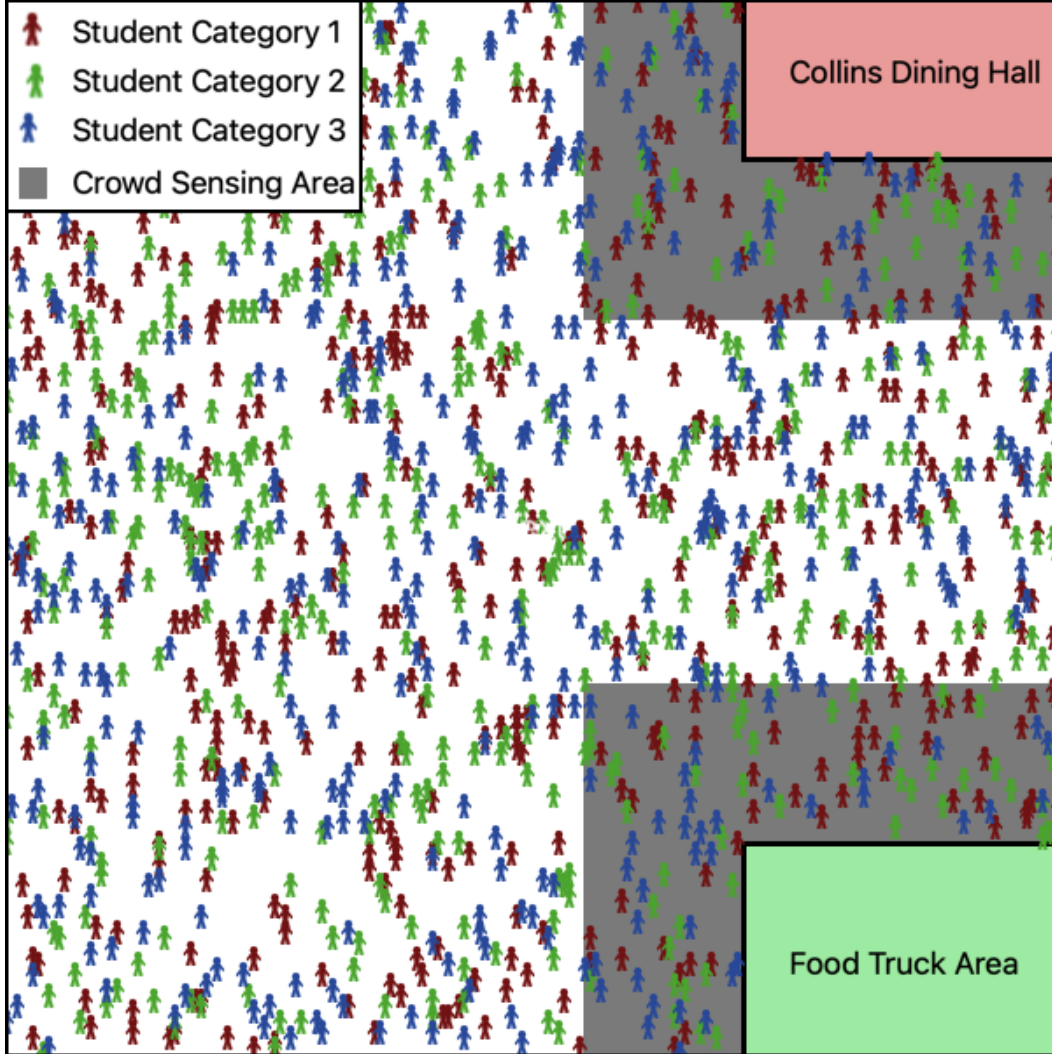 Student Category 1
Student Category 2
Student Category 3
Crowd Sensing Area
Collins Dining Hall
Food Truck Area